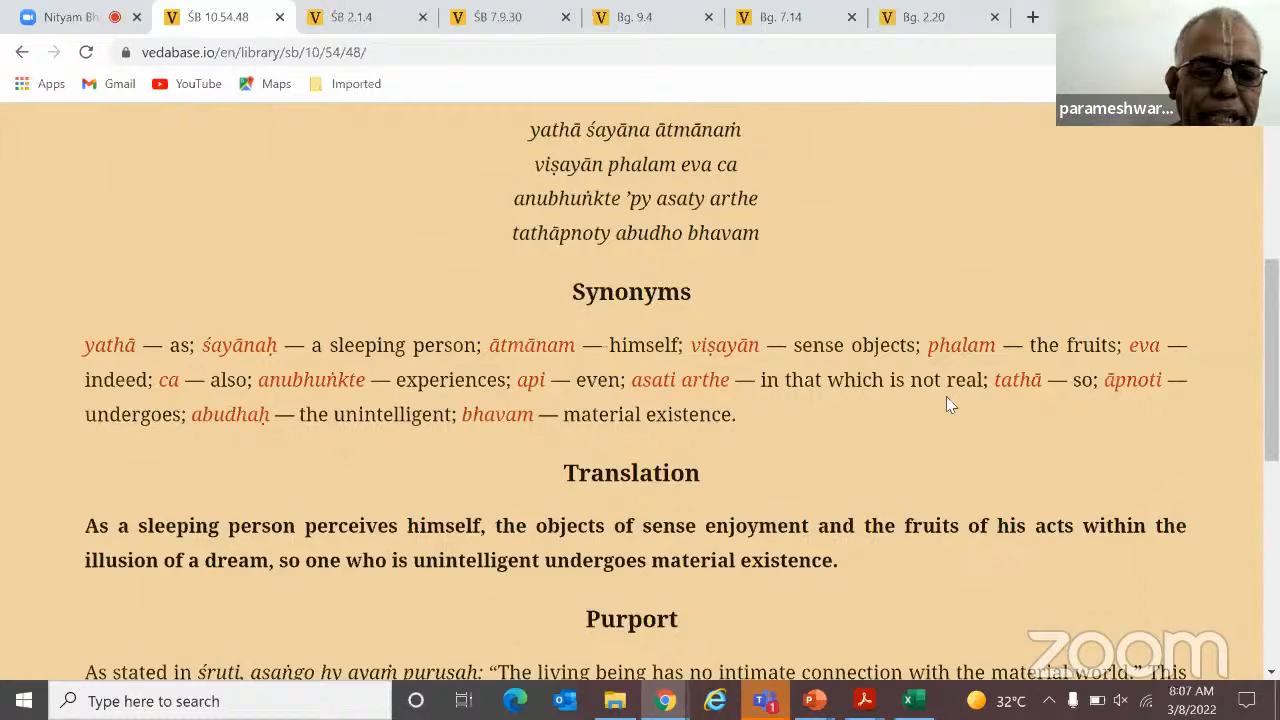 Nityam Bh
ŚB 10.54.48
ŚB 2.1.4
ŚB 7.9.30
Bg. 9.4
Bg. 7.14
Bg. 2.20
vedabase.io/en/library/sb/10/54/48/
Apps Gmail YouTube Maps Imported
parameshwar...
yathā śayāna ātmānaṁ
viṣayān phalam eva ca
anubhuṅkte ’py asaty arthe
tathāpnoty abudho bhavam
Synonyms
yathā — as; śayānaḥ — a sleeping person; ātmānam — himself; viṣayān — sense objects; phalam — the fruits; eva —
indeed; ca — also; anubhuṅkte — experiences; api — even; asati arthe — in that which is not real; tathā — so; āpnoti —
undergoes; abudhaḥ — the unintelligent; bhavam — material existence.
Translation
As a sleeping person perceives himself, the objects of sense enjoyment and the fruits of his acts within the
illusion of a dream, so one who is unintelligent undergoes material existence.
Purport
As stated in śruti, asaṅgo hy ayaṁ puruṣaḥ: “The living being has no intimate connection with the material world.” This
zoom
Type here to search
1
32°C
8:07 AM
3/8/2022